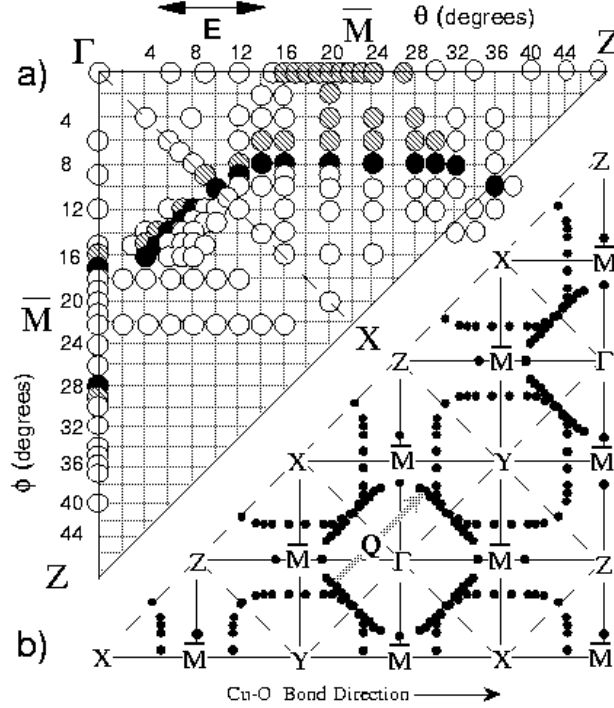 E
M
θ (degrees)
Γ
Z
4 8 12 16 20 24 28 32 36 40 44
a)
4
8
12
16
20
24
28
32
36
40
44
M
ϕ (degrees)
Z
X
Z
X M
Z M Γ
X M Y M
Q
Z M Γ M Z
b)
X M Y M X M
Cu-O Bond Direction